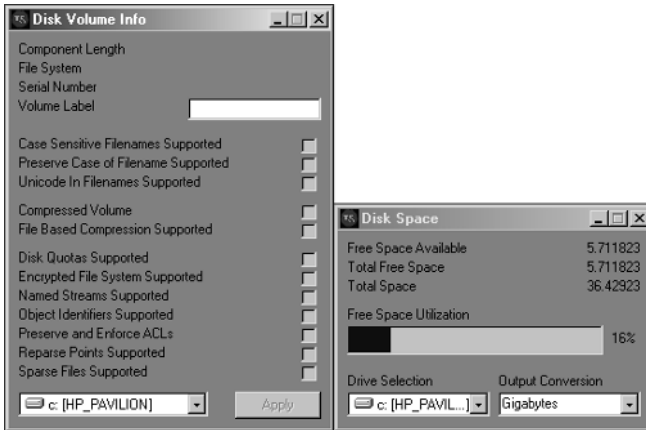 Disk Volume Info
Component Length
File System
Serial Number
Volume Label
Case Sensitive Filenames Supported
Preserve Case of Filename Supported
Unicode In Filenames Supported
Compressed Volume
File Based Compression Supported
Disk Quotas Supported
Encrypted File System Supported
Named Streams Supported
Object Identifiers Supported
Preserve and Enforce ACLs
Reparse Points Supported
Sparse Files Supported
c: [HP_PAVILION]
Apply
Disk Space
Free Space Available 5.711823
Total Free Space 5.711823
Total Space 36.42923
Free Space Utilization
16%
Drive Selection Output Conversion
c: [HP_PAVIL...] Gigabytes